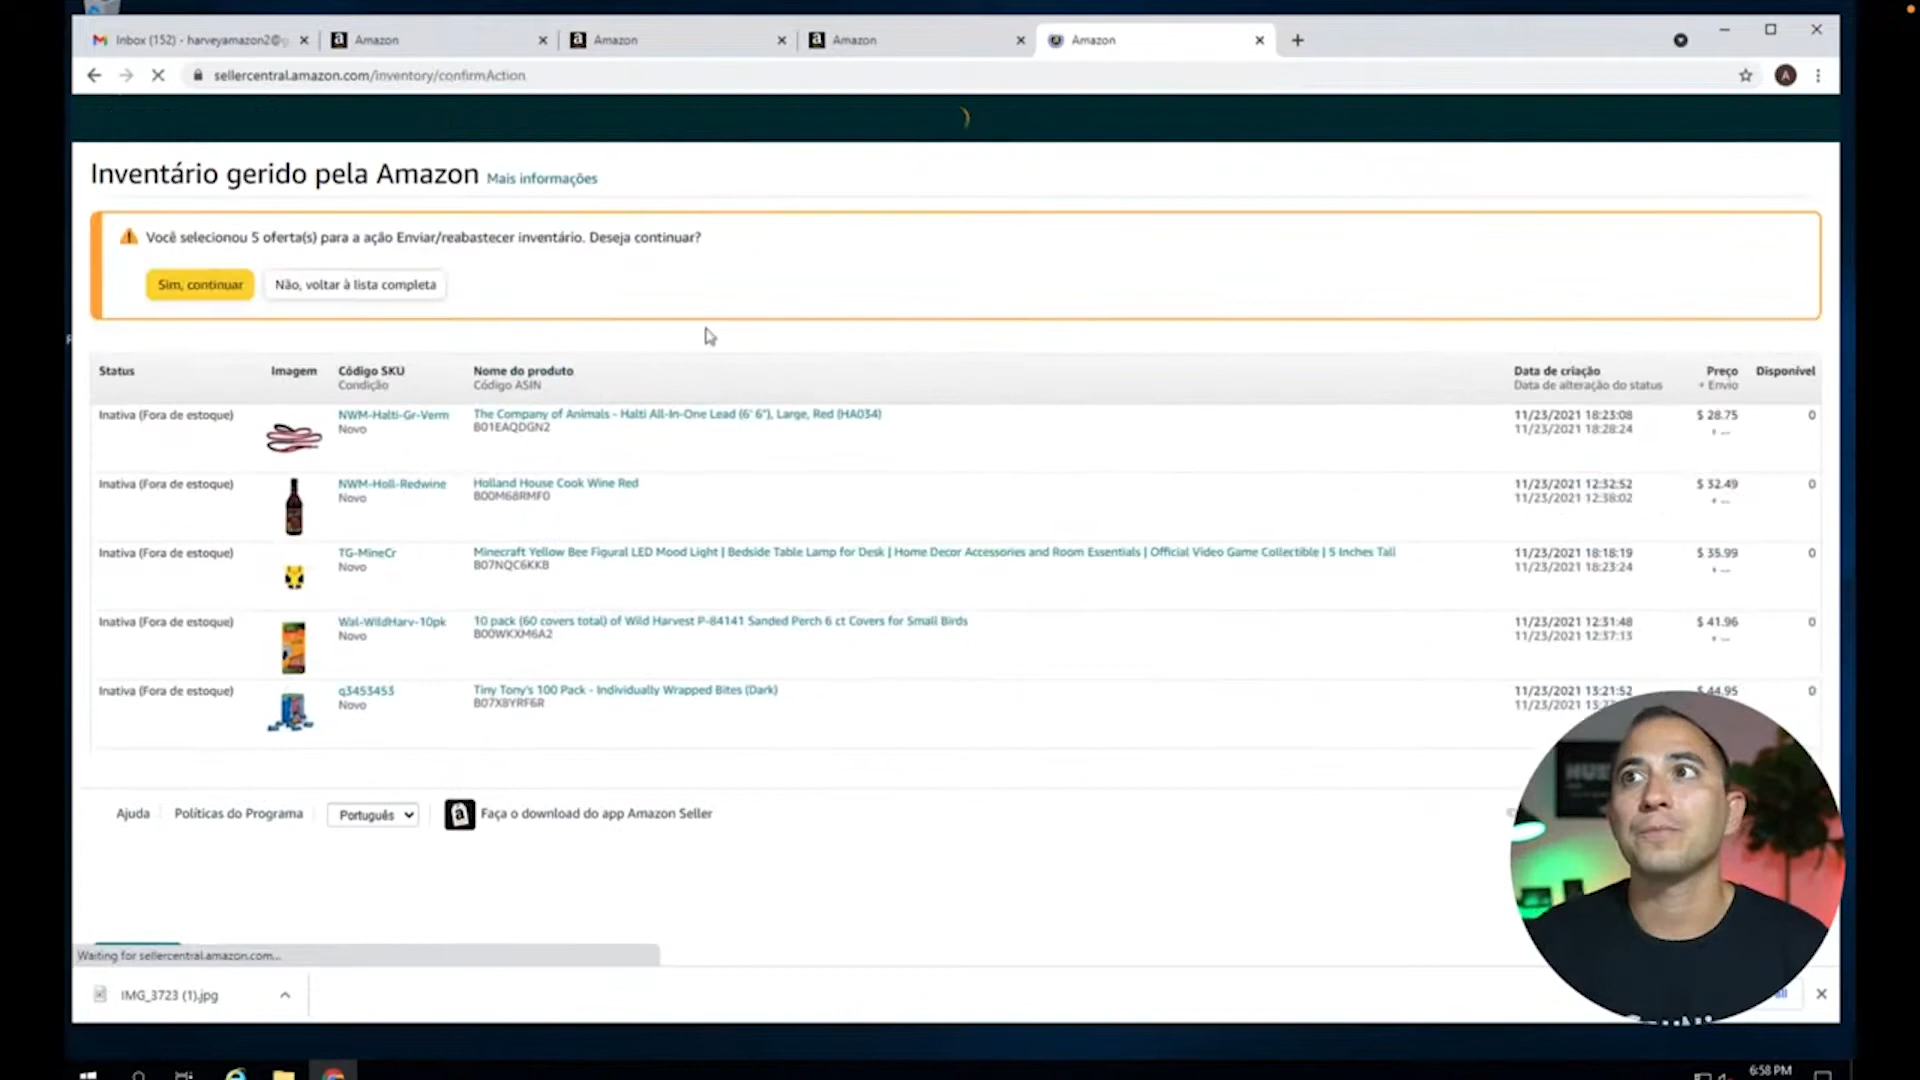 Inbox (152) - harveyamazon2@g
Amazon
Amazon
Amazon
Amazon
sellercentral.amazon.com/inventory/confirmAction
A
Inventário gerido pela Amazon Mais informações
Você selecionou 5 oferta(s) para a ação Enviar/reabastecer inventário. Deseja continuar?
Sim, continuar
Não, voltar à lista completa
Status Imagem Código SKU Nome do produto Data de criação Preço Disponível
Condição Código ASIN Data de alteração do status + Envio
Inativa (Fora de estoque) NWM-Halti-Gr-Verm The Company of Animals - Halti All-In-One Lead (6' 6"), Large, Red (HA034) 11/23/2021 18:23:08 $ 28.75 0
Novo B01EAQDGN2 11/23/2021 18:28:24 + --
Inativa (Fora de estoque) NWM-Holl-Redwine Holland House Cook Wine Red 11/23/2021 12:32:52 $ 32.49 0
Novo B00M68RMF0 11/23/2021 12:38:02 + --
Inativa (Fora de estoque) TG-MineCr Minecraft Yellow Bee Figural LED Mood Light | Bedside Table Lamp for Desk | Home Decor Accessories and Room Essentials | Official Video Game Collectible | 5 Inches Tall 11/23/2021 18:18:19 $ 35.99 0
Novo B07NQC6KKB 11/23/2021 18:23:24 + --
Inativa (Fora de estoque) Wal-WildHarv-10pk 10 pack (60 covers total) of Wild Harvest P-84141 Sanded Perch 6 ct Covers for Small Birds 11/23/2021 12:31:48 $ 41.96 0
Novo B00WKXM6A2 11/23/2021 12:37:13 + --
Inativa (Fora de estoque) q3453453 Tiny Tony's 100 Pack - Individually Wrapped Bites (Dark) 11/23/2021 13:21:52 $ 44.95 0
Novo B07X8YRF6R 11/23/2021
Ajuda Políticas do Programa Português Faça o download do app Amazon Seller
Waiting for sellercentral.amazon.com...
IMG_3723 (1).jpg
6:58 PM